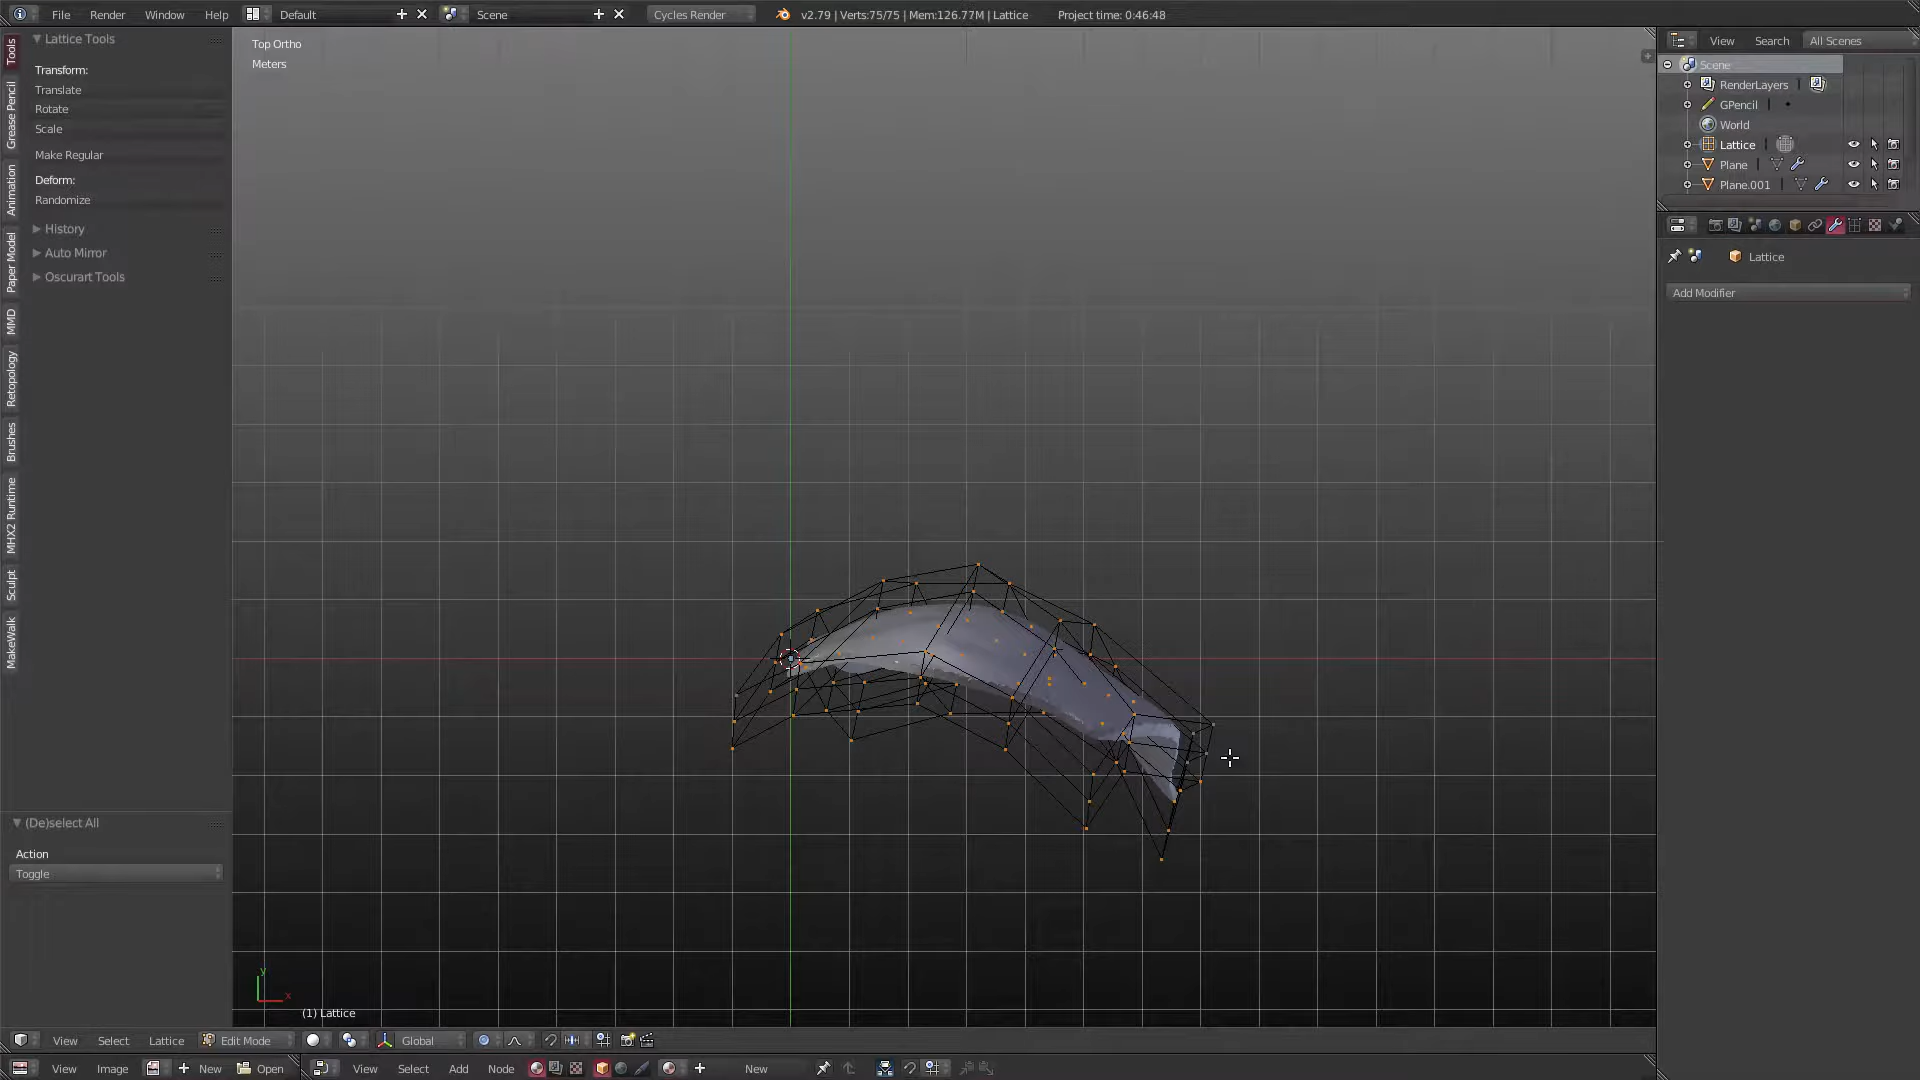 File Render Window Help Default Scene Cycles Render v2.79 | Verts:75/75 | Mem:126.77M | Lattice Project time: 0:46:48
Lattice Tools
Transform:
Translate
Rotate
Scale
Make Regular
Deform:
Randomize
History
Auto Mirror
Oscurart Tools
Tools
Grease Pencil
Animation
Paper Model
MMD
Retopology
Brushes
MHX2 Runtime
Sculpt
MakeWalk
(De)select All
Action
Toggle
Top Ortho
Meters
y
x
(1) Lattice
View Search All Scenes
Scene
RenderLayers
GPencil
World
Lattice
Plane
Plane.001
Lattice
Add Modifier
View Select Lattice Edit Mode Global
View Image New Open View Select Add Node New